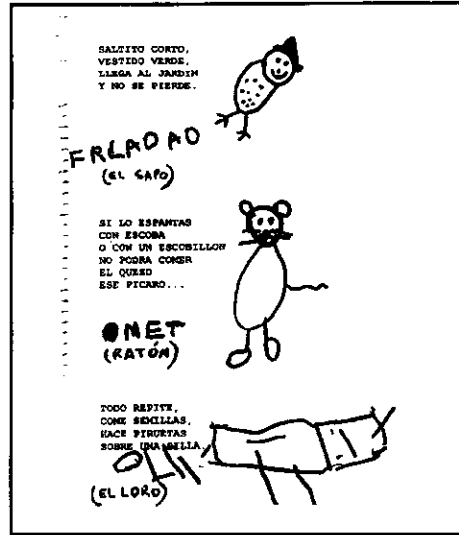 SALTITO CORTO,
VESTIDO VERDE,
LLEGA AL JARDIN
Y NO SE PIERDE.
FRLADAD
(EL SAPO)
SI LO ESPANTAS
CON ESCOBA
O CON UN ESCOBILLON
NO PODRA COMER
EL QUESO
ESE PICARO...
NET
(RATÓN)
TODO REPITE,
COME SEMILLAS,
HACE PIRUETAS
SOBRE UNA SILLA.
(EL LORO)